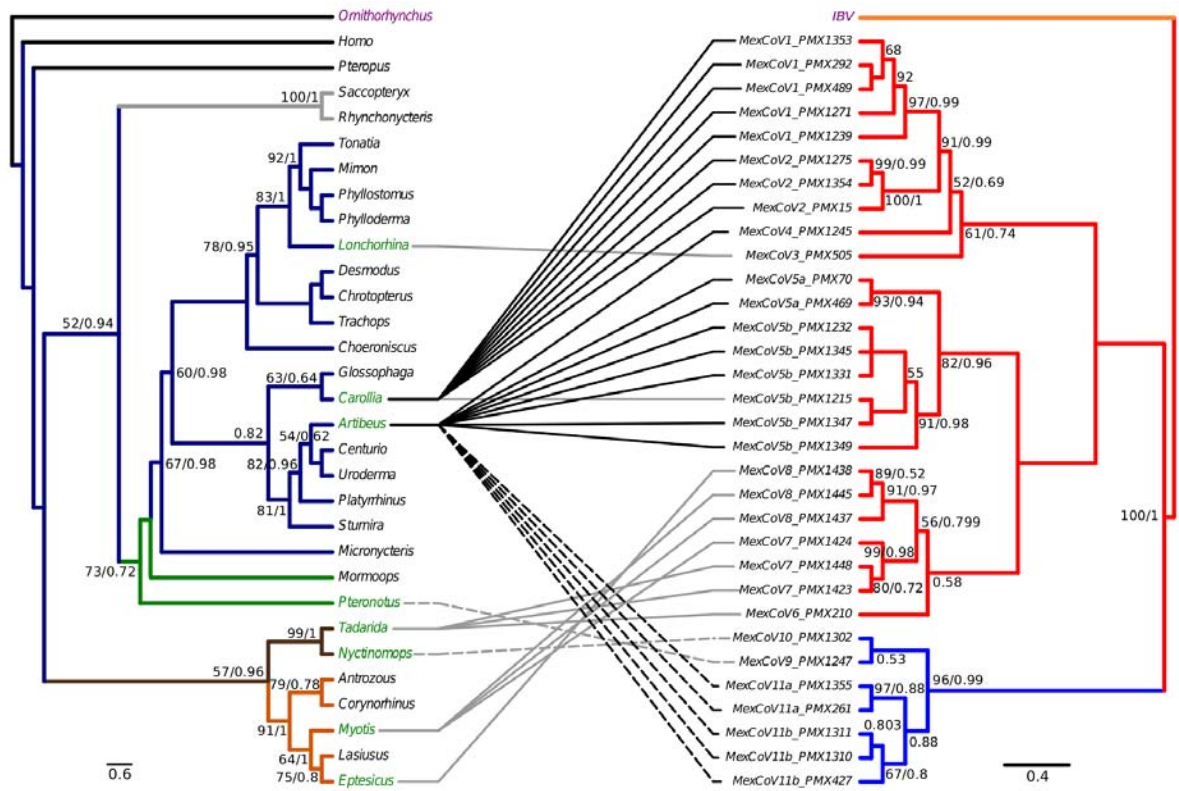 Ornithorhynchus
Homo
Pteropus
100/1
Saccopteryx
Rhynchonycteris
Tonatia
92/1
Mimon
83/1
Phyllostomus
Phylloderma
78/0.95
Lonchorhina
Desmodus
Chrotopterus
Trachops
52/0.94
Choeroniscus
60/0.98
63/0.64
Glossophaga
Carollia
0.82
54/0.62
Artibeus
Centurio
67/0.98
82/0.96
Uroderma
Platyrrhinus
81/1
Sturnira
Micronycteris
73/0.72
Mormoops
Pteronotus
99/1
Tadarida
Nyctinomops
57/0.96
79/0.78
Antrozous
Corynorhinus
91/1
Myotis
64/1
Lasiusus
75/0.8
Eptesicus
0.6
IBV
MexCoV1_PMX1353
68
MexCoV1_PMX292
92
MexCoV1_PMX489
97/0.99
MexCoV1_PMX1271
MexCoV1_PMX1239
91/0.99
MexCoV2_PMX1275
99/0.99
MexCoV2_PMX1354
52/0.69
100/1
MexCoV2_PMX15
MexCoV4_PMX1245
61/0.74
MexCoV3_PMX505
MexCoV5a_PMX70
93/0.94
MexCoV5a_PMX469
MexCoV5b_PMX1232
MexCoV5b_PMX1345
82/0.96
MexCoV5b_PMX1331
55
MexCoV5b_PMX1215
MexCoV5b_PMX1347
91/0.98
MexCoV5b_PMX1349
MexCoV8_PMX1438
89/0.52
MexCoV8_PMX1445
91/0.97
MexCoV8_PMX1437
56/0.799
100/1
MexCoV7_PMX1424
99/0.98
MexCoV7_PMX1448
MexCoV7_PMX1423
80/0.72
0.58
MexCoV6_PMX210
MexCoV10_PMX1302
0.53
MexCoV9_PMX1247
96/0.99
MexCoV11a_PMX1355
97/0.88
MexCoV11a_PMX261
0.803
MexCoV11b_PMX1311
0.88
MexCoV11b_PMX1310
67/0.8
MexCoV11b_PMX427
0.4